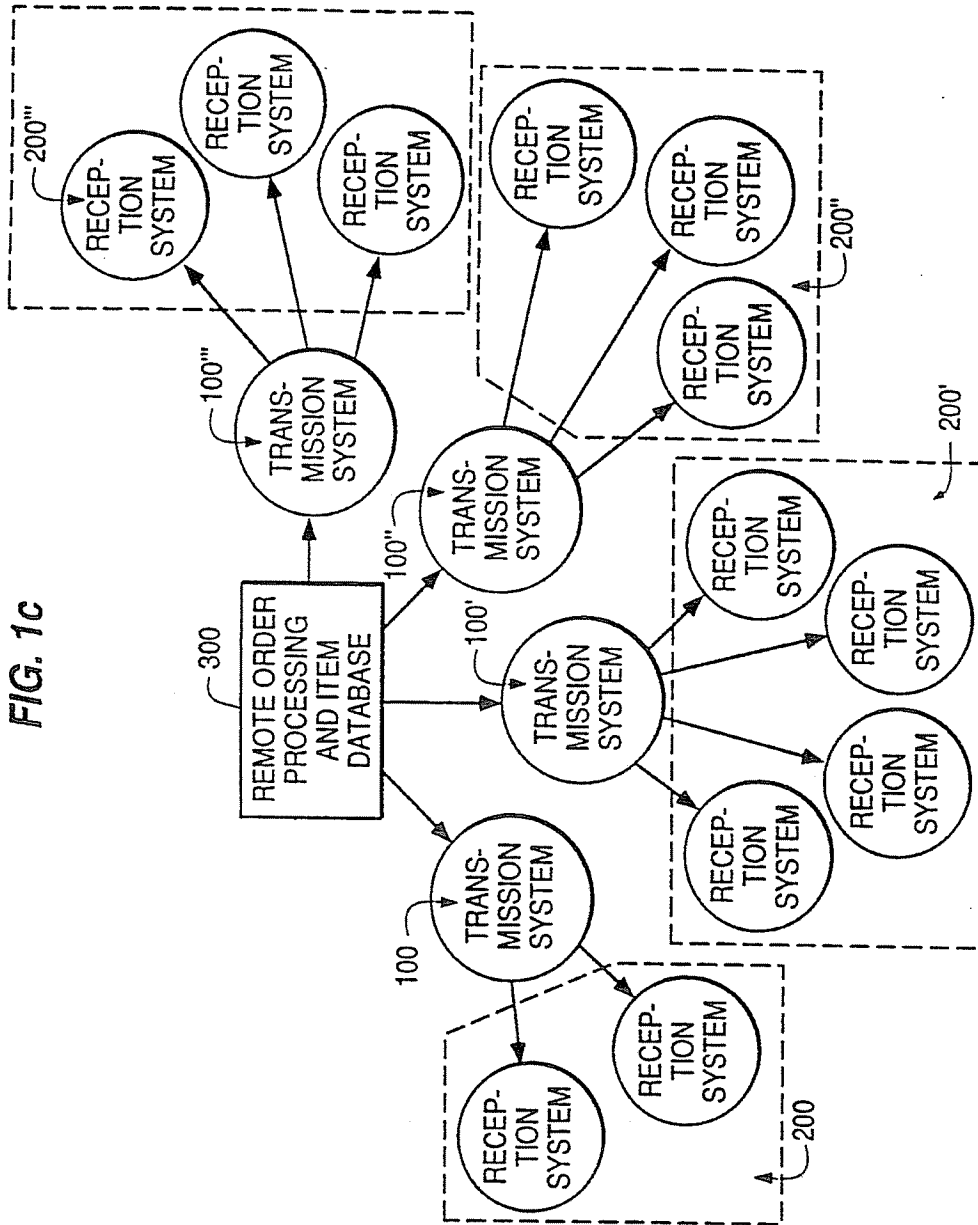 FIG. 1c
300
REMOTE ORDER
PROCESSING
AND ITEM
DATABASE
100
TRANS-
MISSION
SYSTEM
100'
TRANS-
MISSION
SYSTEM
100"
TRANS-
MISSION
SYSTEM
100'''
TRANS-
MISSION
SYSTEM
RECEP-
TION
SYSTEM
RECEP-
TION
SYSTEM
200
RECEP-
TION
SYSTEM
RECEP-
TION
SYSTEM
RECEP-
TION
SYSTEM
RECEP-
TION
SYSTEM
200'
RECEP-
TION
SYSTEM
RECEP-
TION
SYSTEM
RECEP-
TION
SYSTEM
200"
200'''
RECEP-
TION
SYSTEM
RECEP-
TION
SYSTEM
RECEP-
TION
SYSTEM